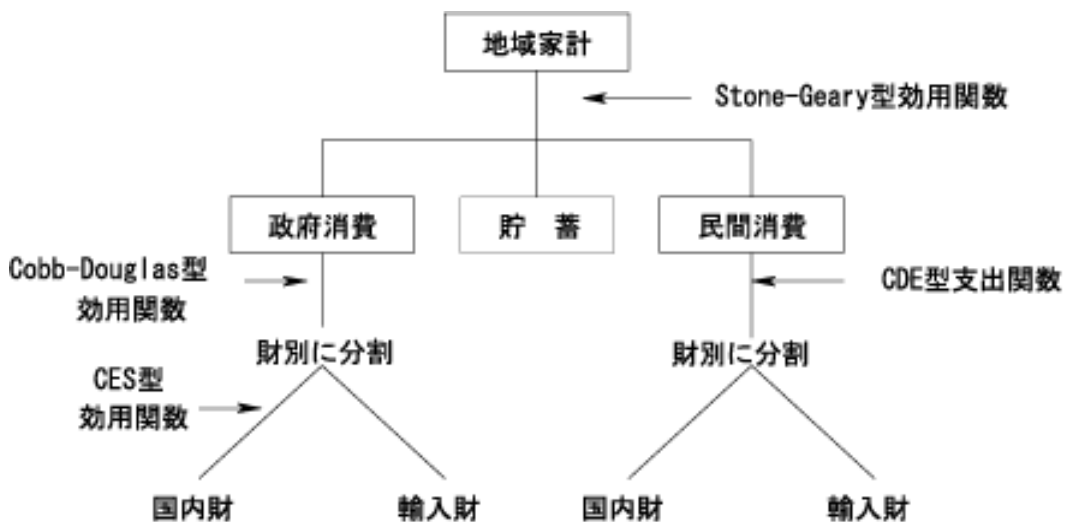 地域家計
Stone-Geary型効用関数
政府消費
貯 蓄
民間消費
Cobb-Douglas型
効用関数
CDE型支出関数
財別に分割
財別に分割
CES型
効用関数
国内財
輸入財
国内財
輸入財